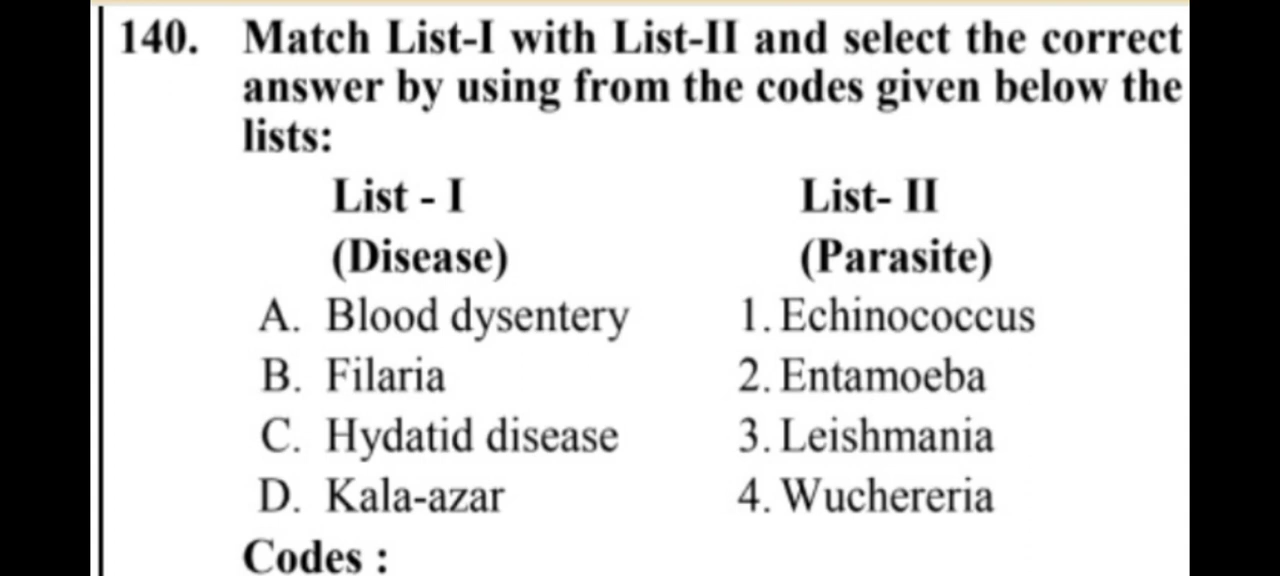 140. Match List-I with List-II and select the correct
answer by using from the codes given below the
lists:
List - I List- II
(Disease) (Parasite)
A. Blood dysentery 1. Echinococcus
B. Filaria 2. Entamoeba
C. Hydatid disease 3. Leishmania
D. Kala-azar 4. Wuchereria
Codes :